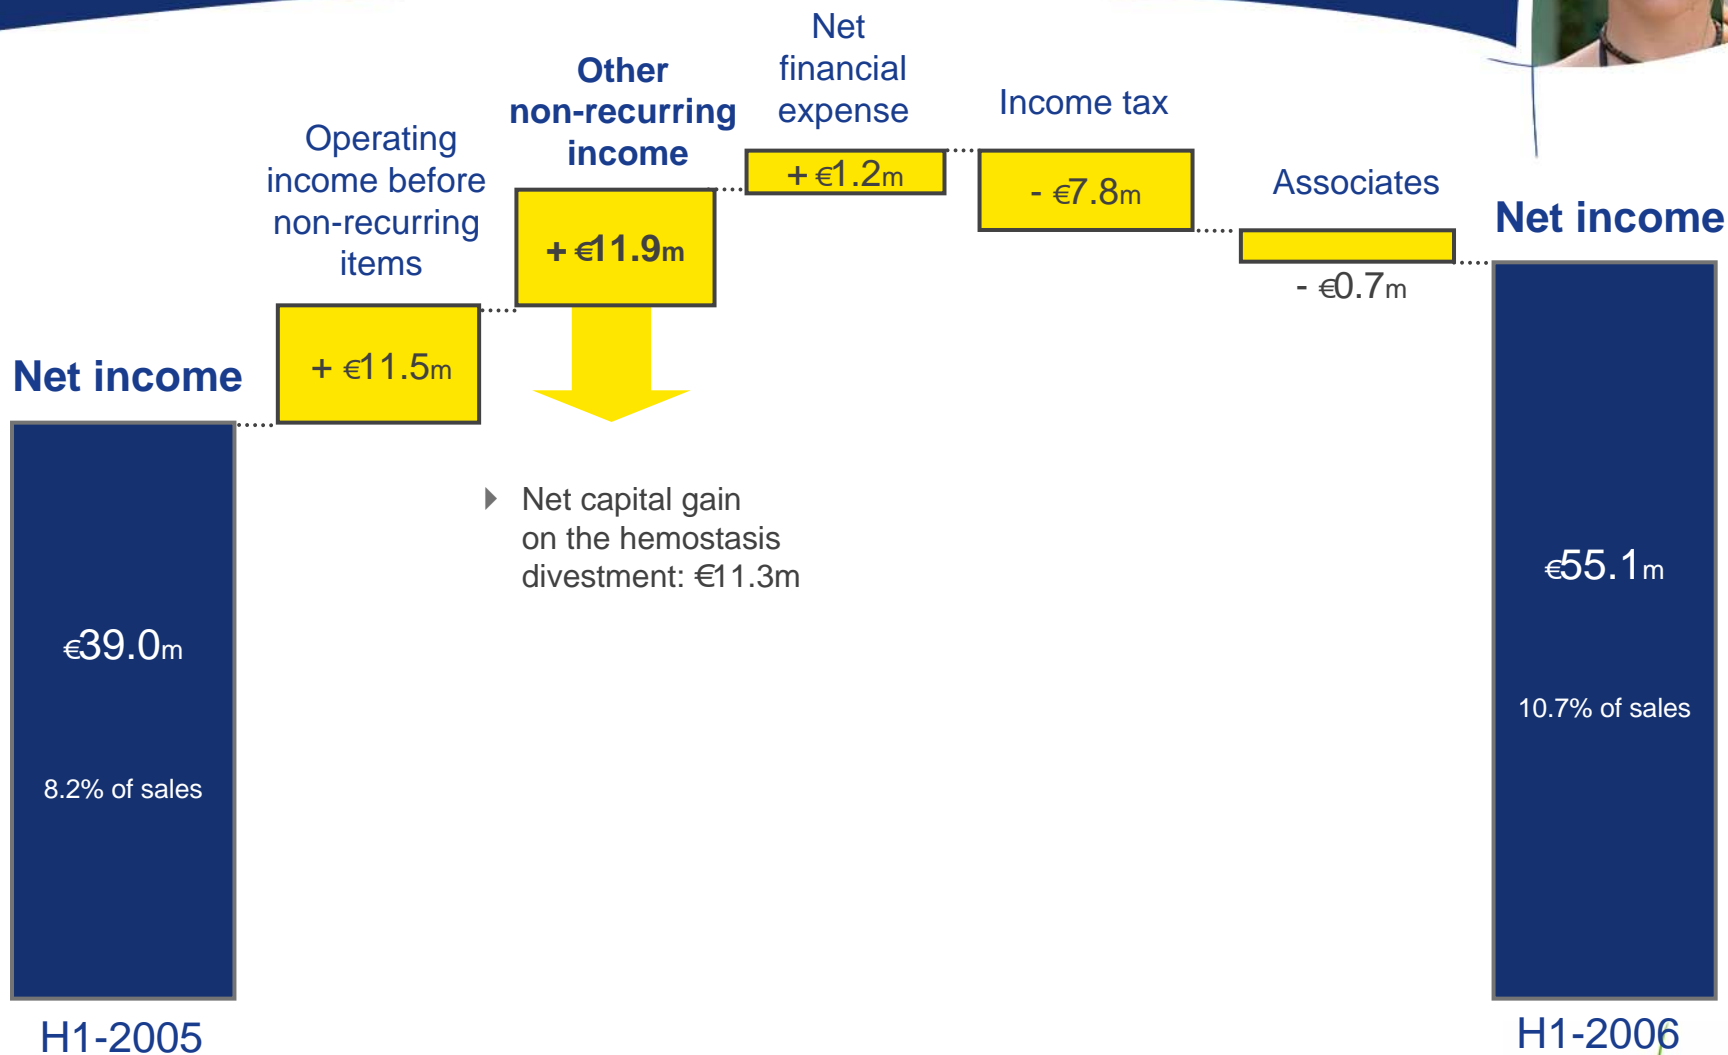 Net income
€39.0m
8.2% of sales
H1-2005
Operating
income before
non-recurring
items
+ €11.5m
Other
non-recurring
income
+ €11.9m
Net capital gain
on the hemostasis
divestment: €11.3m
Net
financial
expense
+ €1.2m
Income tax
- €7.8m
Associates
- €0.7m
Net income
€55.1m
10.7% of sales
H1-2006